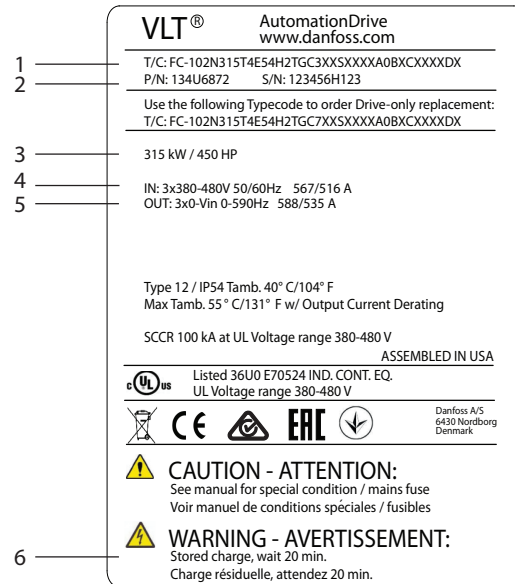 VLT® AutomationDrive
www.danfoss.com
1
T/C: FC-102N315T4E54H2TGC3XXSXXXXA0BXCXXXXDX
2
P/N: 134U6872 S/N: 123456H123
Use the following Typecode to order Drive-only replacement:
T/C: FC-102N315T4E54H2TGC7XXSXXXXA0BXCXXXXDX
3
315 kW / 450 HP
4
IN: 3x380-480V 50/60Hz 567/516 A
5
OUT: 3x0-Vin 0-590Hz 588/535 A
Type 12 / IP54 Tamb. 40° C/104° F
Max Tamb. 55° C/131° F w/ Output Current Derating
SCCR 100 kA at UL Voltage range 380-480 V
ASSEMBLED IN USA
c UL us
Listed 36U0 E70524 IND. CONT. EQ.
UL Voltage range 380-480 V
CE EAC
Danfoss A/S
6430 Nordborg
Denmark
CAUTION - ATTENTION:
See manual for special condition / mains fuse
Voir manuel de conditions spéciales / fusibles
WARNING - AVERTISSEMENT:
6
Stored charge, wait 20 min.
Charge résiduelle, attendez 20 min.